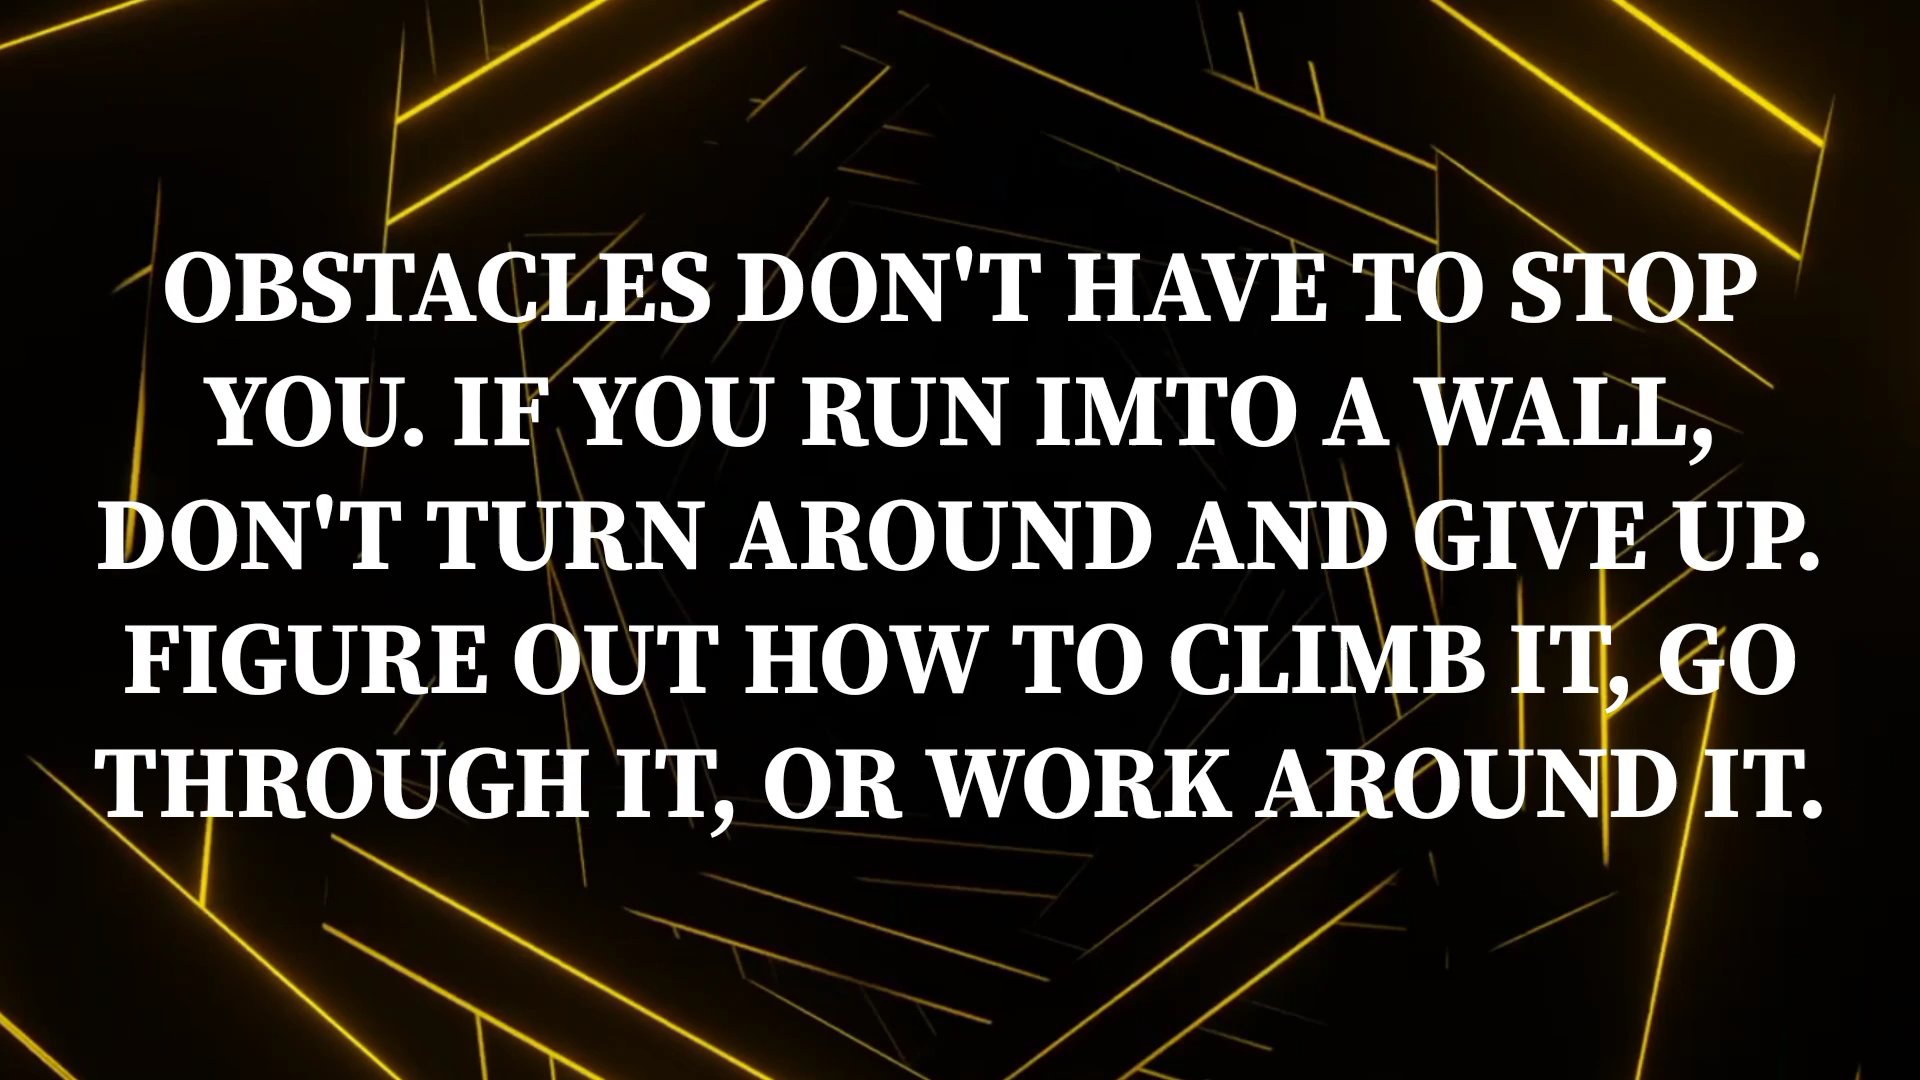 OBSTACLES DON'T HAVE TO STOP
YOU. IF YOU RUN IMTO A WALL,
DON'T TURN AROUND AND GIVE UP.
FIGURE OUT HOW TO CLIMB IT, GO
THROUGH IT, OR WORK AROUND IT.